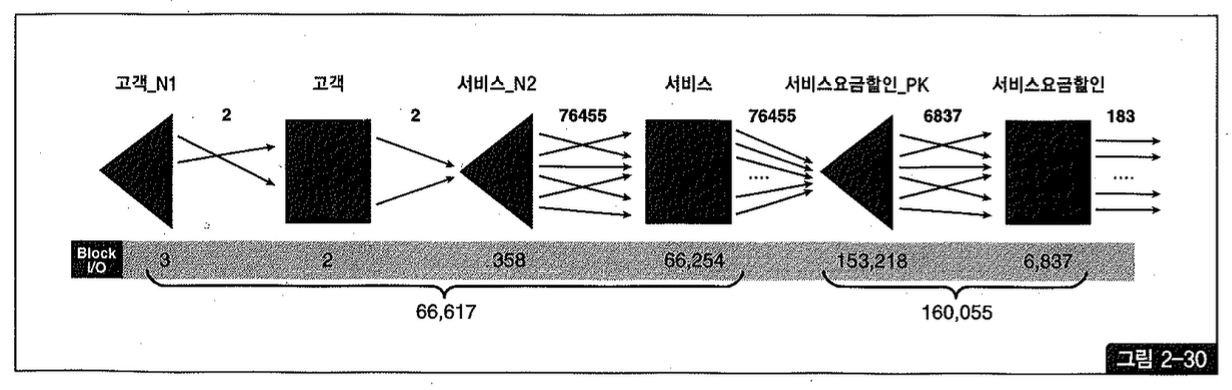 고객_N1 고객 서비스_N2 서비스 서비스요금할인_PK 서비스요금할인
2 2 76455 76455 6837 183
.... ....
Block I/O 3 2 358 66,254 153,218 6,837
66,617 160,055
그림 2-30